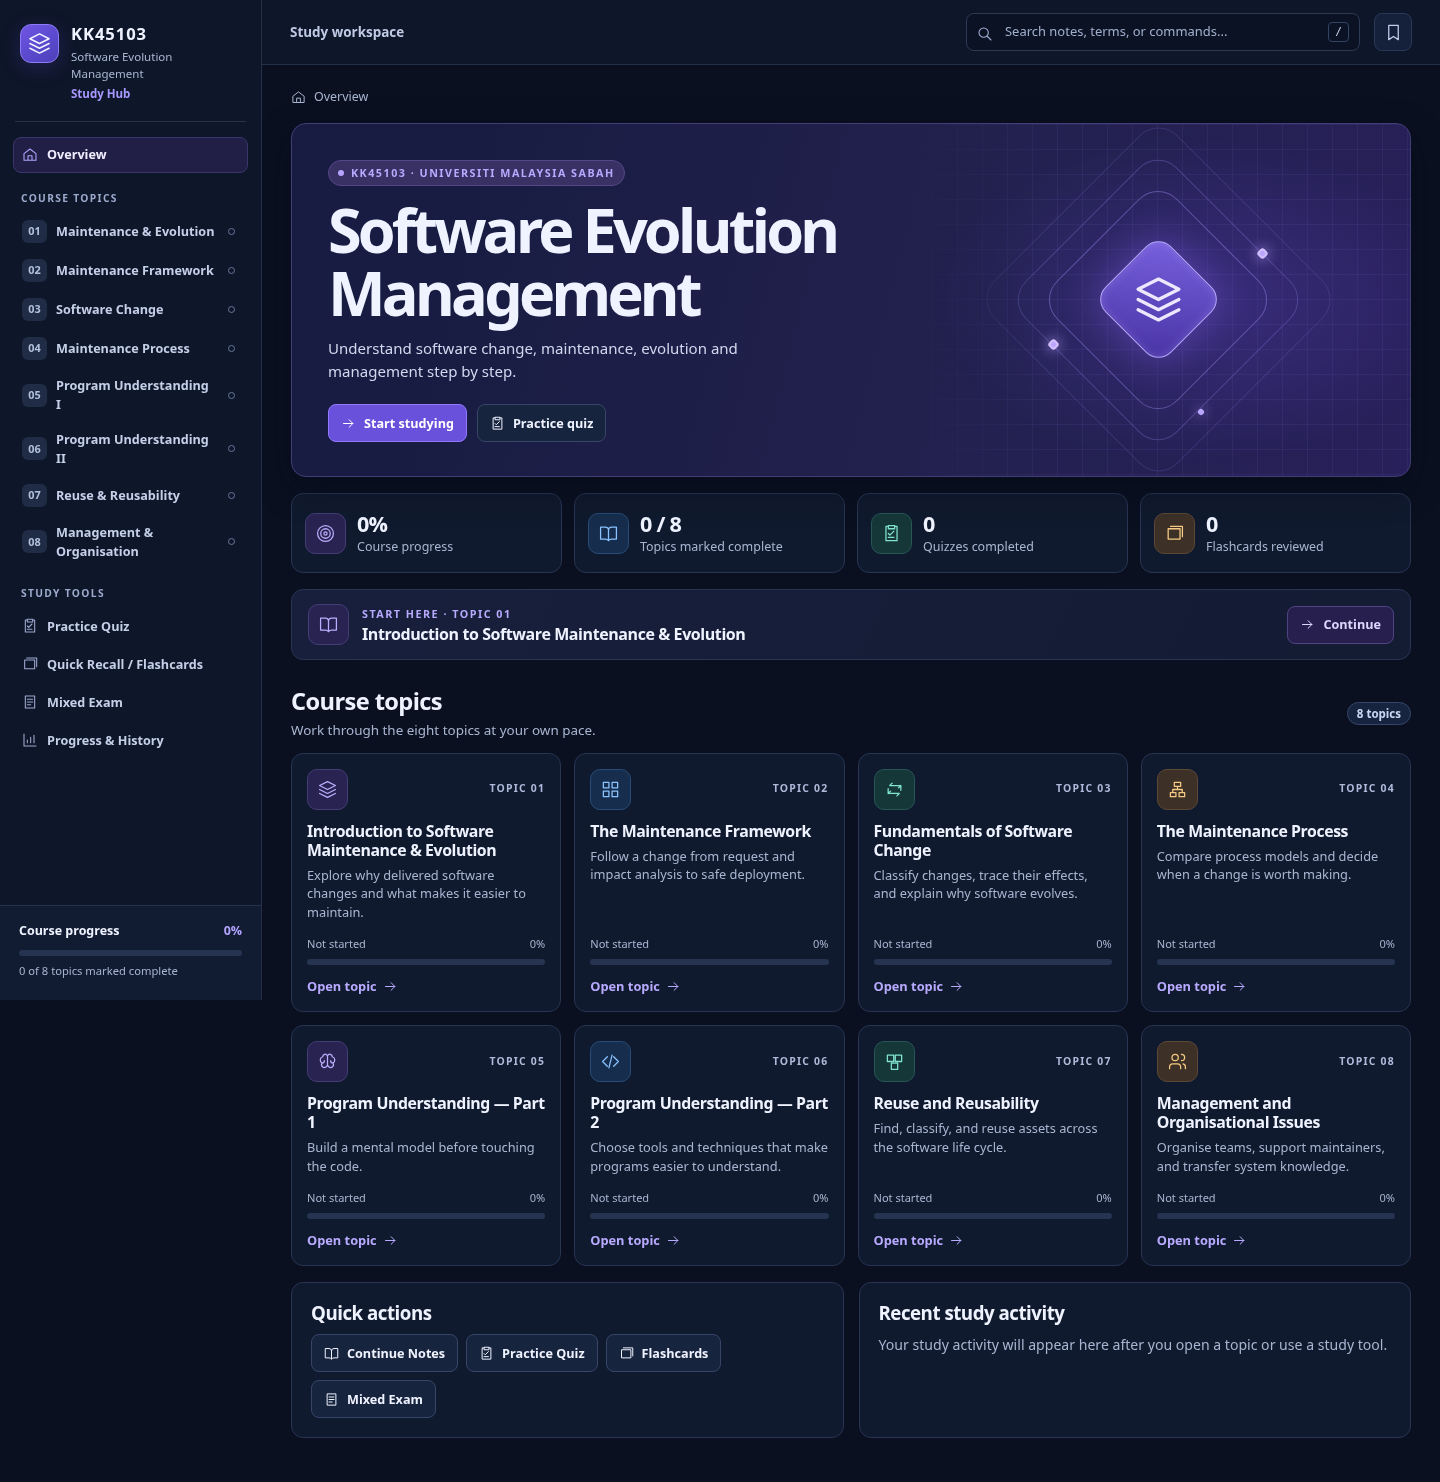 KK45103
Software Evolution
Management
Study Hub
Overview
COURSE TOPICS
01 Maintenance & Evolution
02 Maintenance Framework
03 Software Change
04 Maintenance Process
05 Program Understanding
I
06 Program Understanding
II
07 Reuse & Reusability
08 Management &
Organisation
STUDY TOOLS
Practice Quiz
Quick Recall / Flashcards
Mixed Exam
Progress & History
Course progress 0%
0 of 8 topics marked complete
Study workspace
Search notes, terms, or commands... /
Overview
KK45103 · UNIVERSITI MALAYSIA SABAH
Software Evolution
Management
Understand software change, maintenance, evolution and
management step by step.
Start studying Practice quiz
0%
Course progress
0 / 8
Topics marked complete
0
Quizzes completed
0
Flashcards reviewed
START HERE · TOPIC 01
Introduction to Software Maintenance & Evolution
Continue
Course topics
Work through the eight topics at your own pace.
8 topics
TOPIC 01
Introduction to Software
Maintenance & Evolution
Explore why delivered software
changes and what makes it easier to
maintain.
Not started 0%
Open topic
TOPIC 02
The Maintenance Framework
Follow a change from request and
impact analysis to safe deployment.
Not started 0%
Open topic
TOPIC 03
Fundamentals of Software
Change
Classify changes, trace their effects,
and explain why software evolves.
Not started 0%
Open topic
TOPIC 04
The Maintenance Process
Compare process models and decide
when a change is worth making.
Not started 0%
Open topic
TOPIC 05
Program Understanding — Part
1
Build a mental model before touching
the code.
Not started 0%
Open topic
TOPIC 06
Program Understanding — Part
2
Choose tools and techniques that make
programs easier to understand.
Not started 0%
Open topic
TOPIC 07
Reuse and Reusability
Find, classify, and reuse assets across
the software life cycle.
Not started 0%
Open topic
TOPIC 08
Management and
Organisational Issues
Organise teams, support maintainers,
and transfer system knowledge.
Not started 0%
Open topic
Quick actions
Continue Notes Practice Quiz Flashcards
Mixed Exam
Recent study activity
Your study activity will appear here after you open a topic or use a study tool.